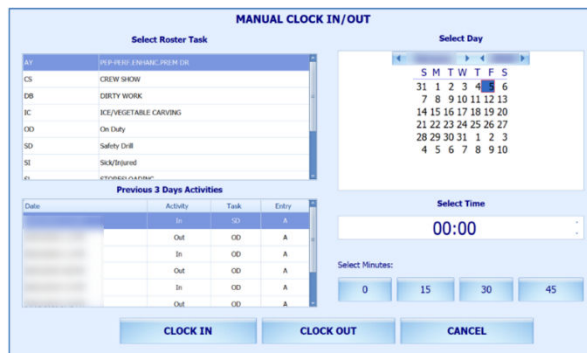 MANUAL CLOCK IN/OUT
Select Roster Task
AY PEP-PERF.ENHANC.PREM DR
CS CREW SHOW
DB DIRTY WORK
IC ICE/VEGETABLE CARVING
OD On Duty
SD Safety Drill
SI Sick/Injured
Previous 3 Days Activities
Date Activity Task Entry
In SD A
Out OD A
In OD A
Out OD A
In OD A
Out OD A
Select Day
S M T W T F S
31 1 2 3 4 5 6
7 8 9 10 11 12 13
14 15 16 17 18 19 20
21 22 23 24 25 26 27
28 29 30 31 1 2 3
4 5 6 7 8 9 10
Select Time
00:00
Select Minutes:
0 15 30 45
CLOCK IN CLOCK OUT CANCEL